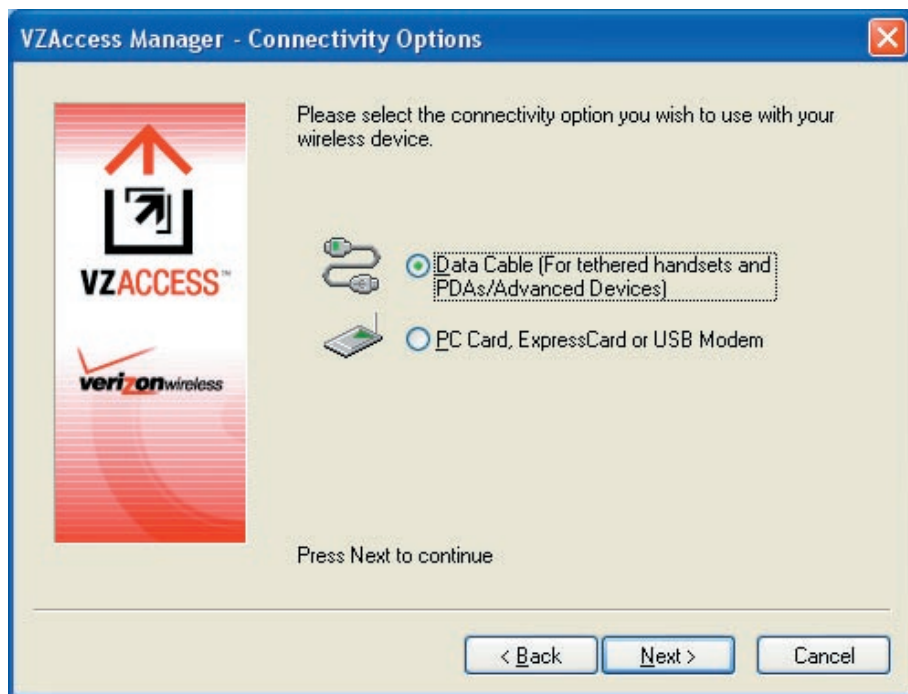 VZAccess Manager - Connectivity Options
Please select the connectivity option you wish to use with your
wireless device.
VZACCESS™
verizonwireless
Data Cable (For tethered handsets and
PDAs/Advanced Devices)
PC Card, ExpressCard or USB Modem
Press Next to continue
< Back
Next >
Cancel